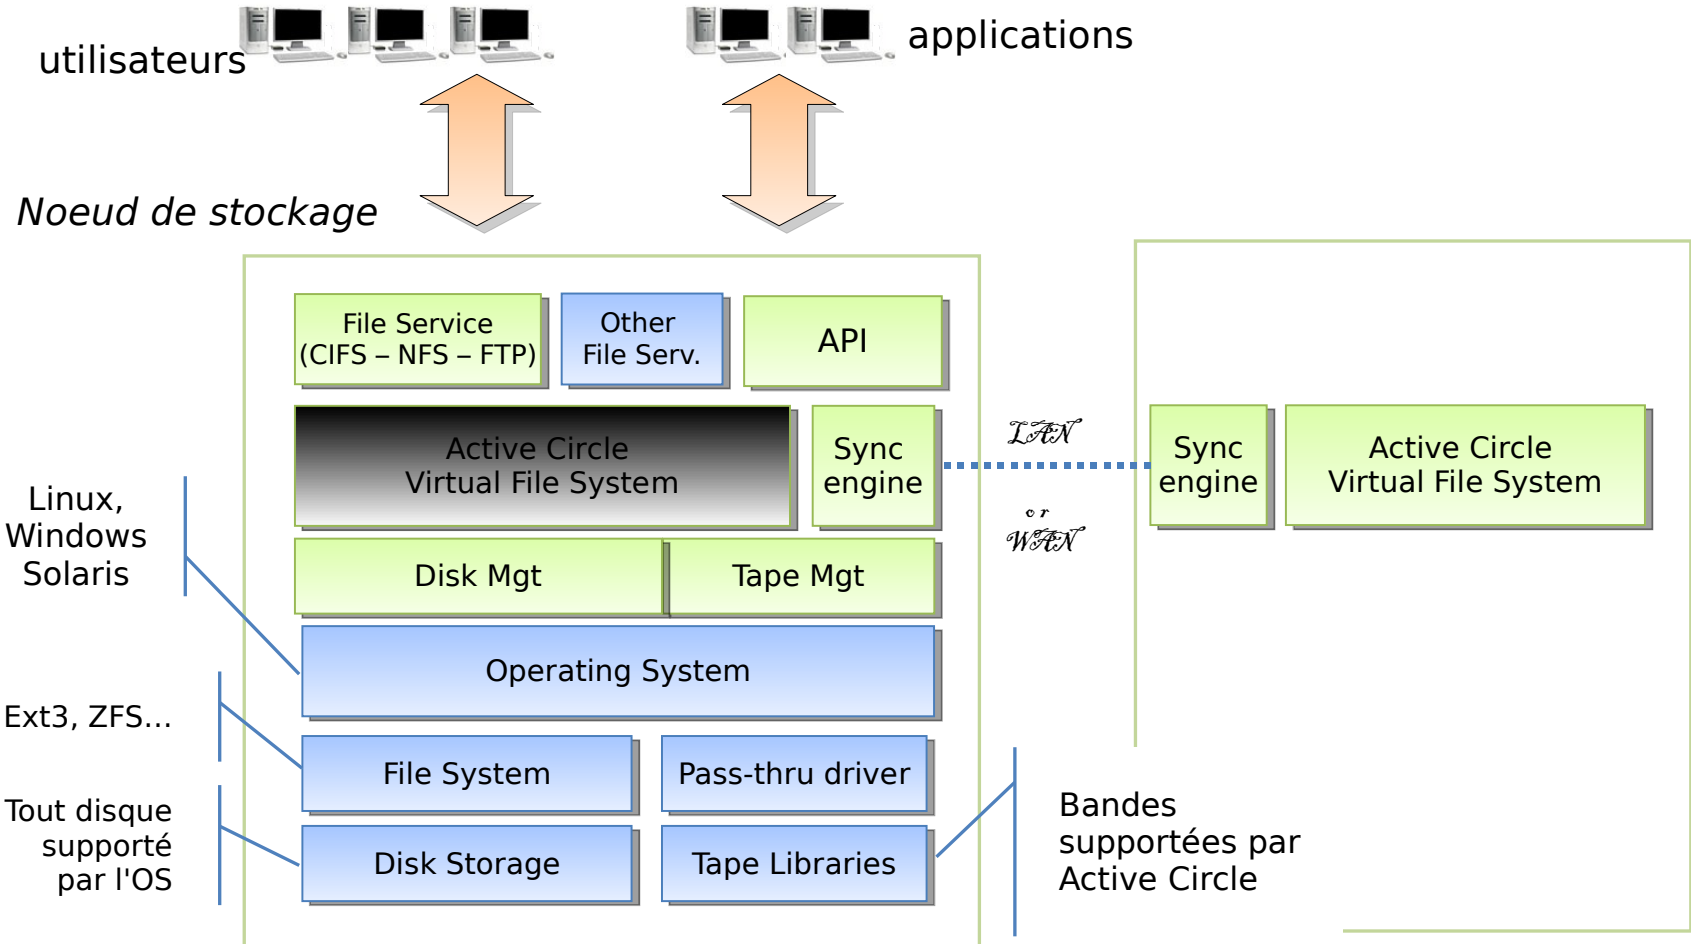 utilisateurs
applications
Noeud de stockage
File Service
(CIFS – NFS – FTP)
Other
File Serv.
API
Active Circle
Virtual File System
Sync
engine
LAN
or
WAN
Sync
engine
Active Circle
Virtual File System
Linux,
Windows
Solaris
Disk Mgt
Tape Mgt
Operating System
Ext3, ZFS...
File System
Pass-thru driver
Tout disque
supporté
par l'OS
Disk Storage
Tape Libraries
Bandes
supportées par
Active Circle